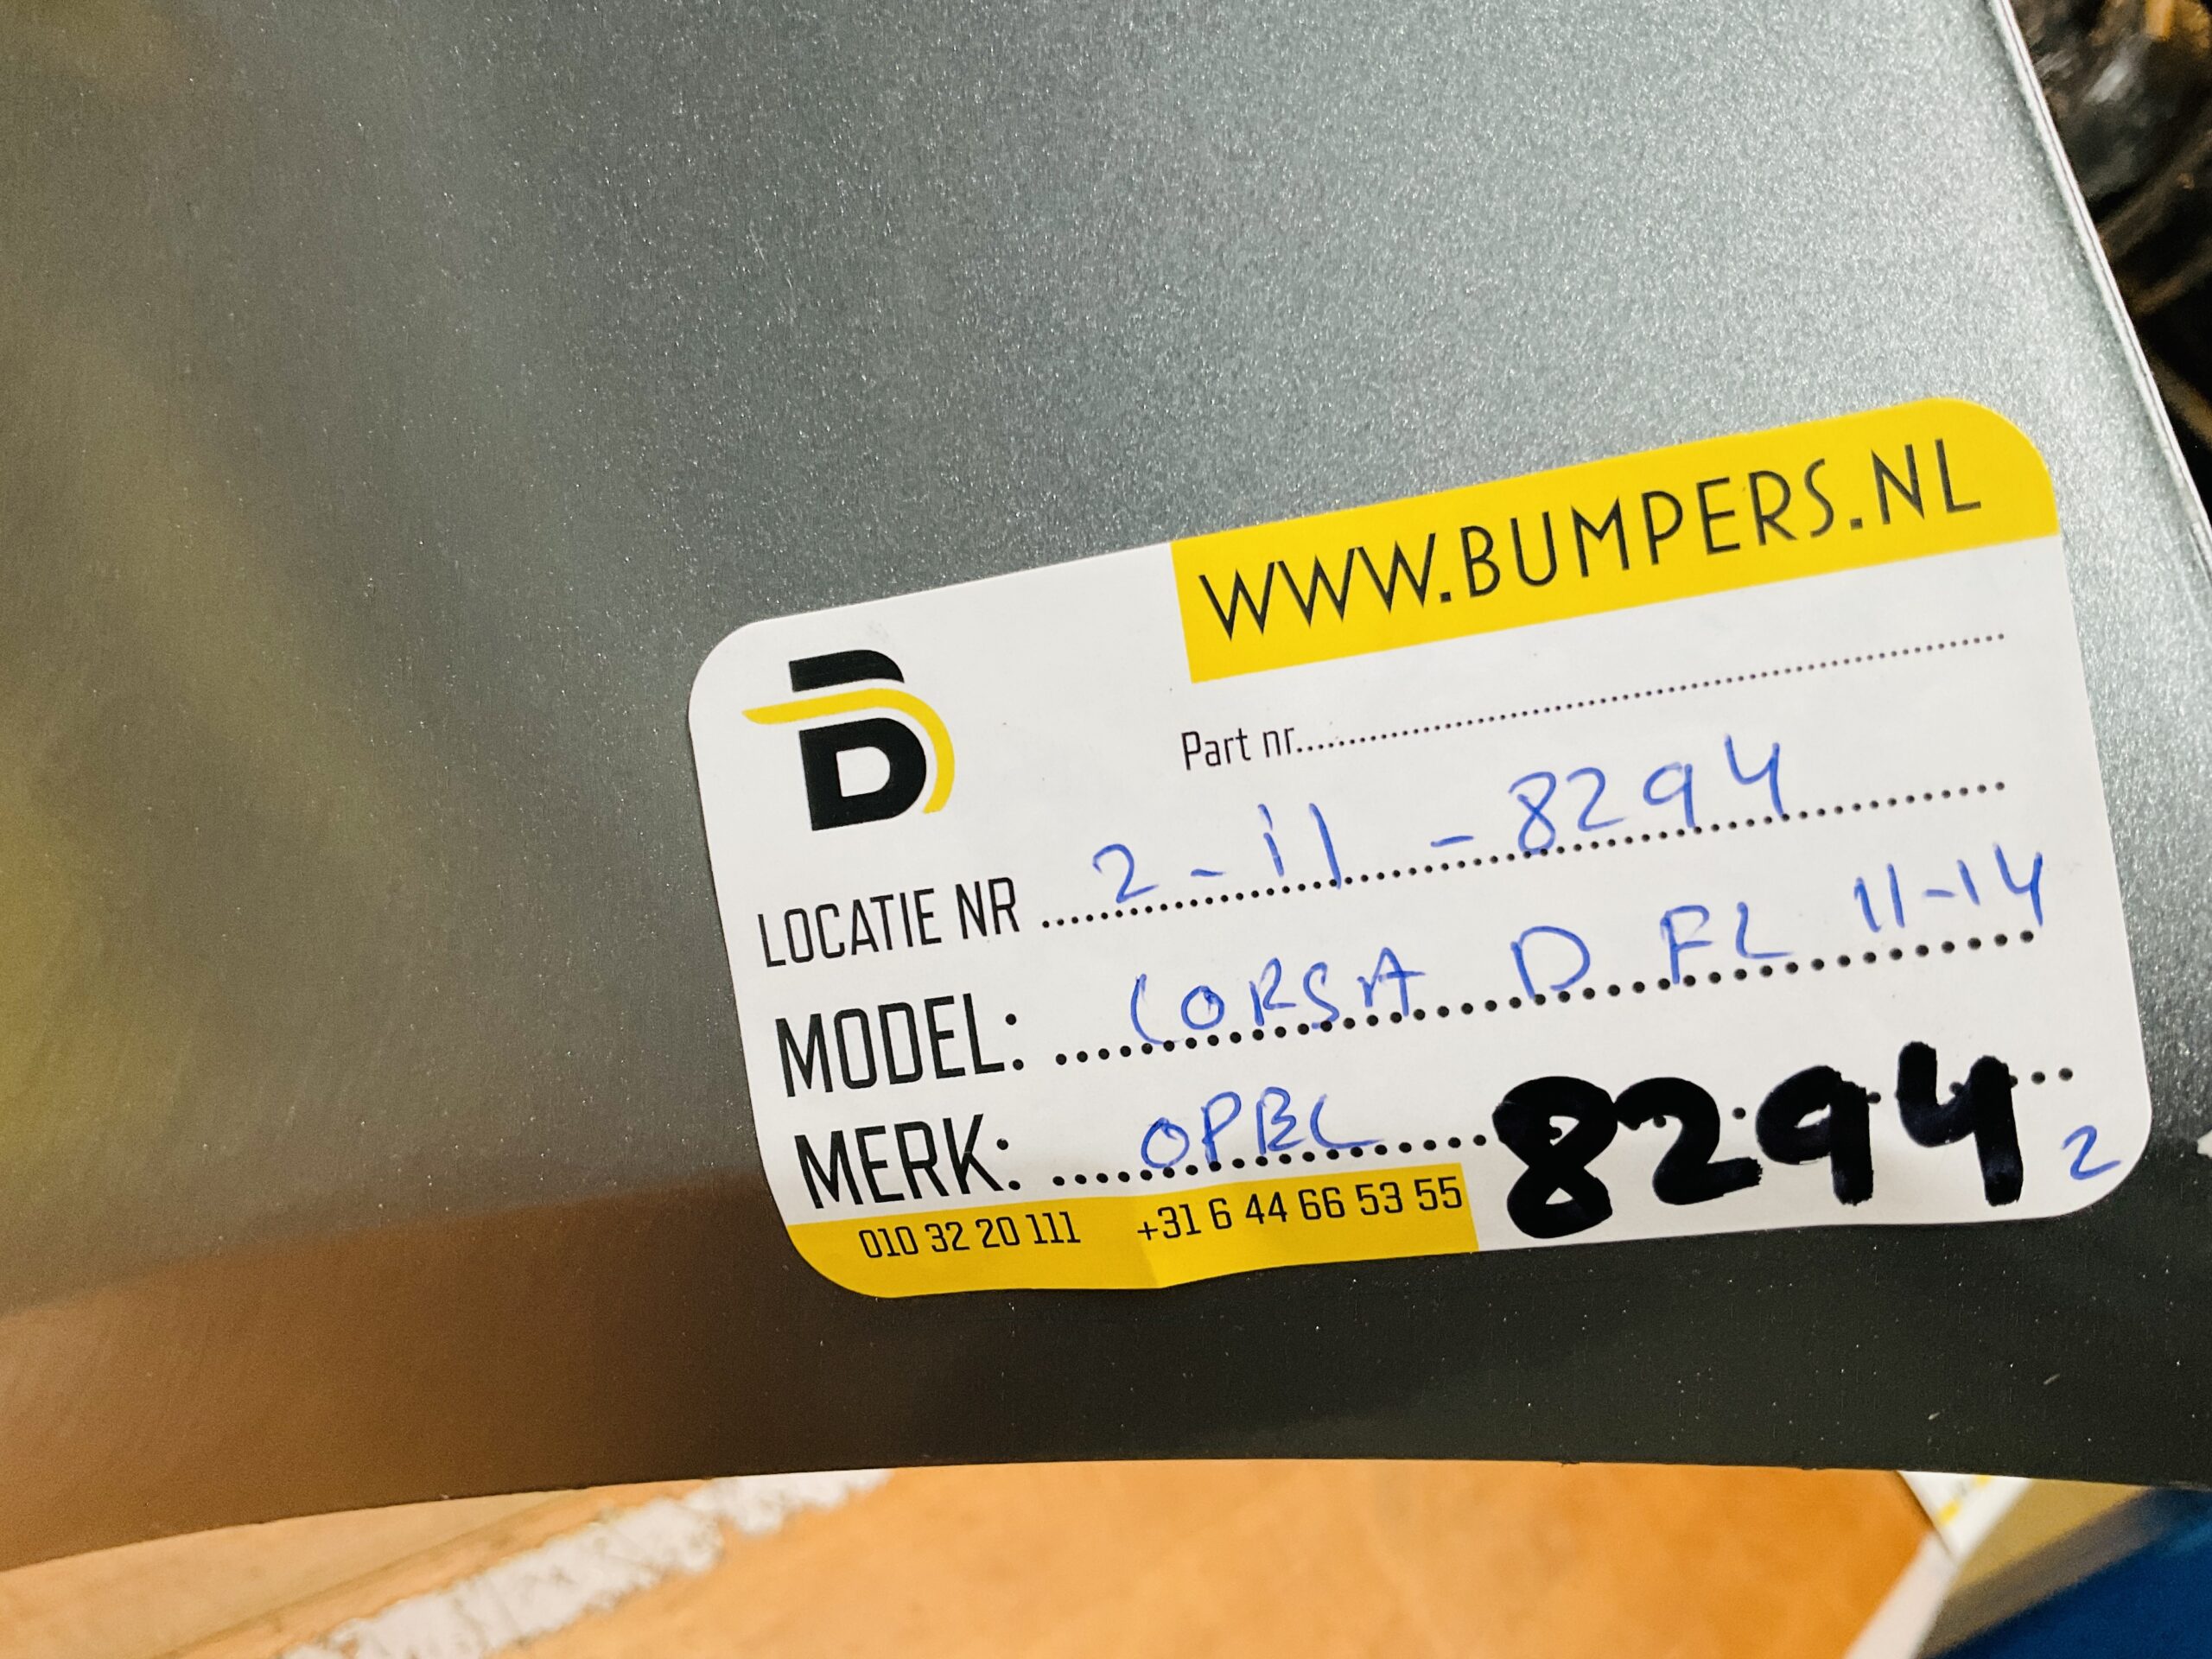 WWW.BUMPERS.NL
Part nr..........
LOCATIE NR 2-11-8294
MODEL: CORSA D FL 11-14
MERK: OPEL 8294 2
010 32 20 111 +31 6 44 66 53 55